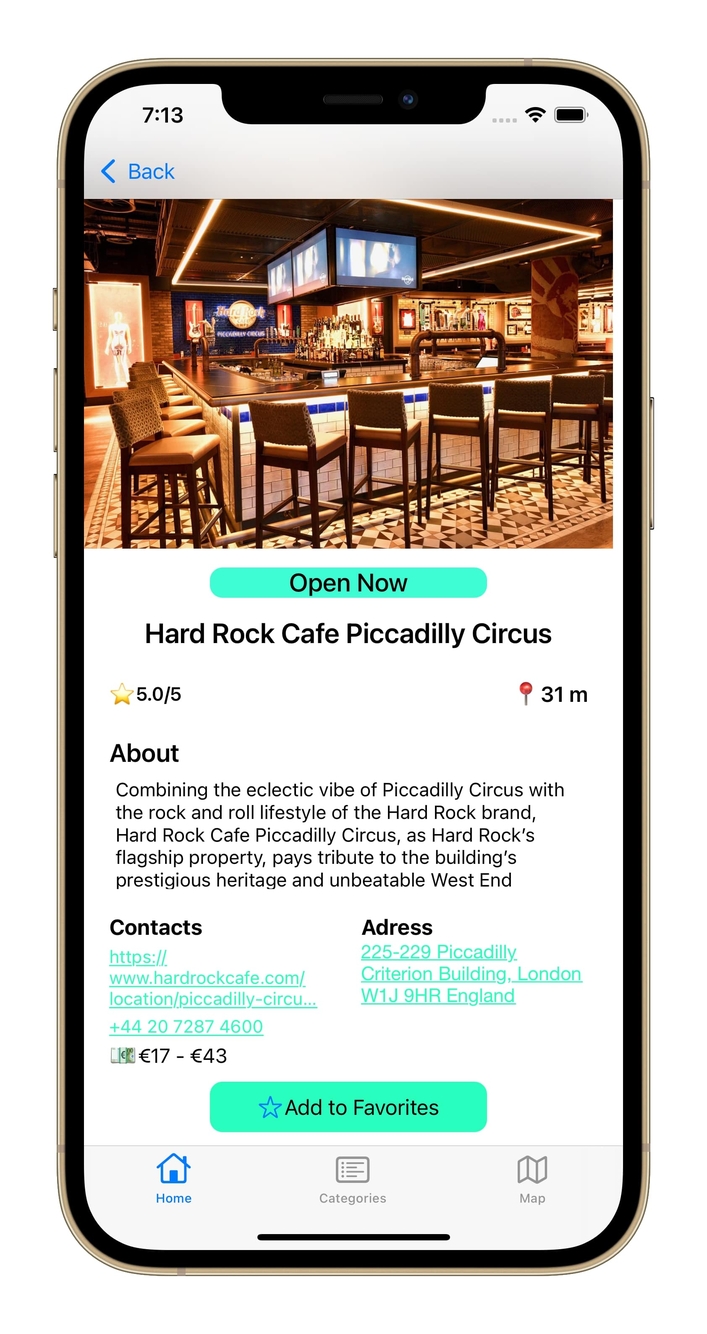 7:13
Back
Hard Rock
PICCADILLY CIRCUS
Open Now
Hard Rock Cafe Piccadilly Circus
5.0/5
31 m
About
Combining the eclectic vibe of Piccadilly Circus with
the rock and roll lifestyle of the Hard Rock brand,
Hard Rock Cafe Piccadilly Circus, as Hard Rock’s
flagship property, pays tribute to the building’s
prestigious heritage and unbeatable West End
Contacts
https://
www.hardrockcafe.com/
location/piccadilly-circu...
+44 20 7287 4600
€17 - €43
Adress
225-229 Piccadilly
Criterion Building, London
W1J 9HR England
Add to Favorites
Home
Categories
Map